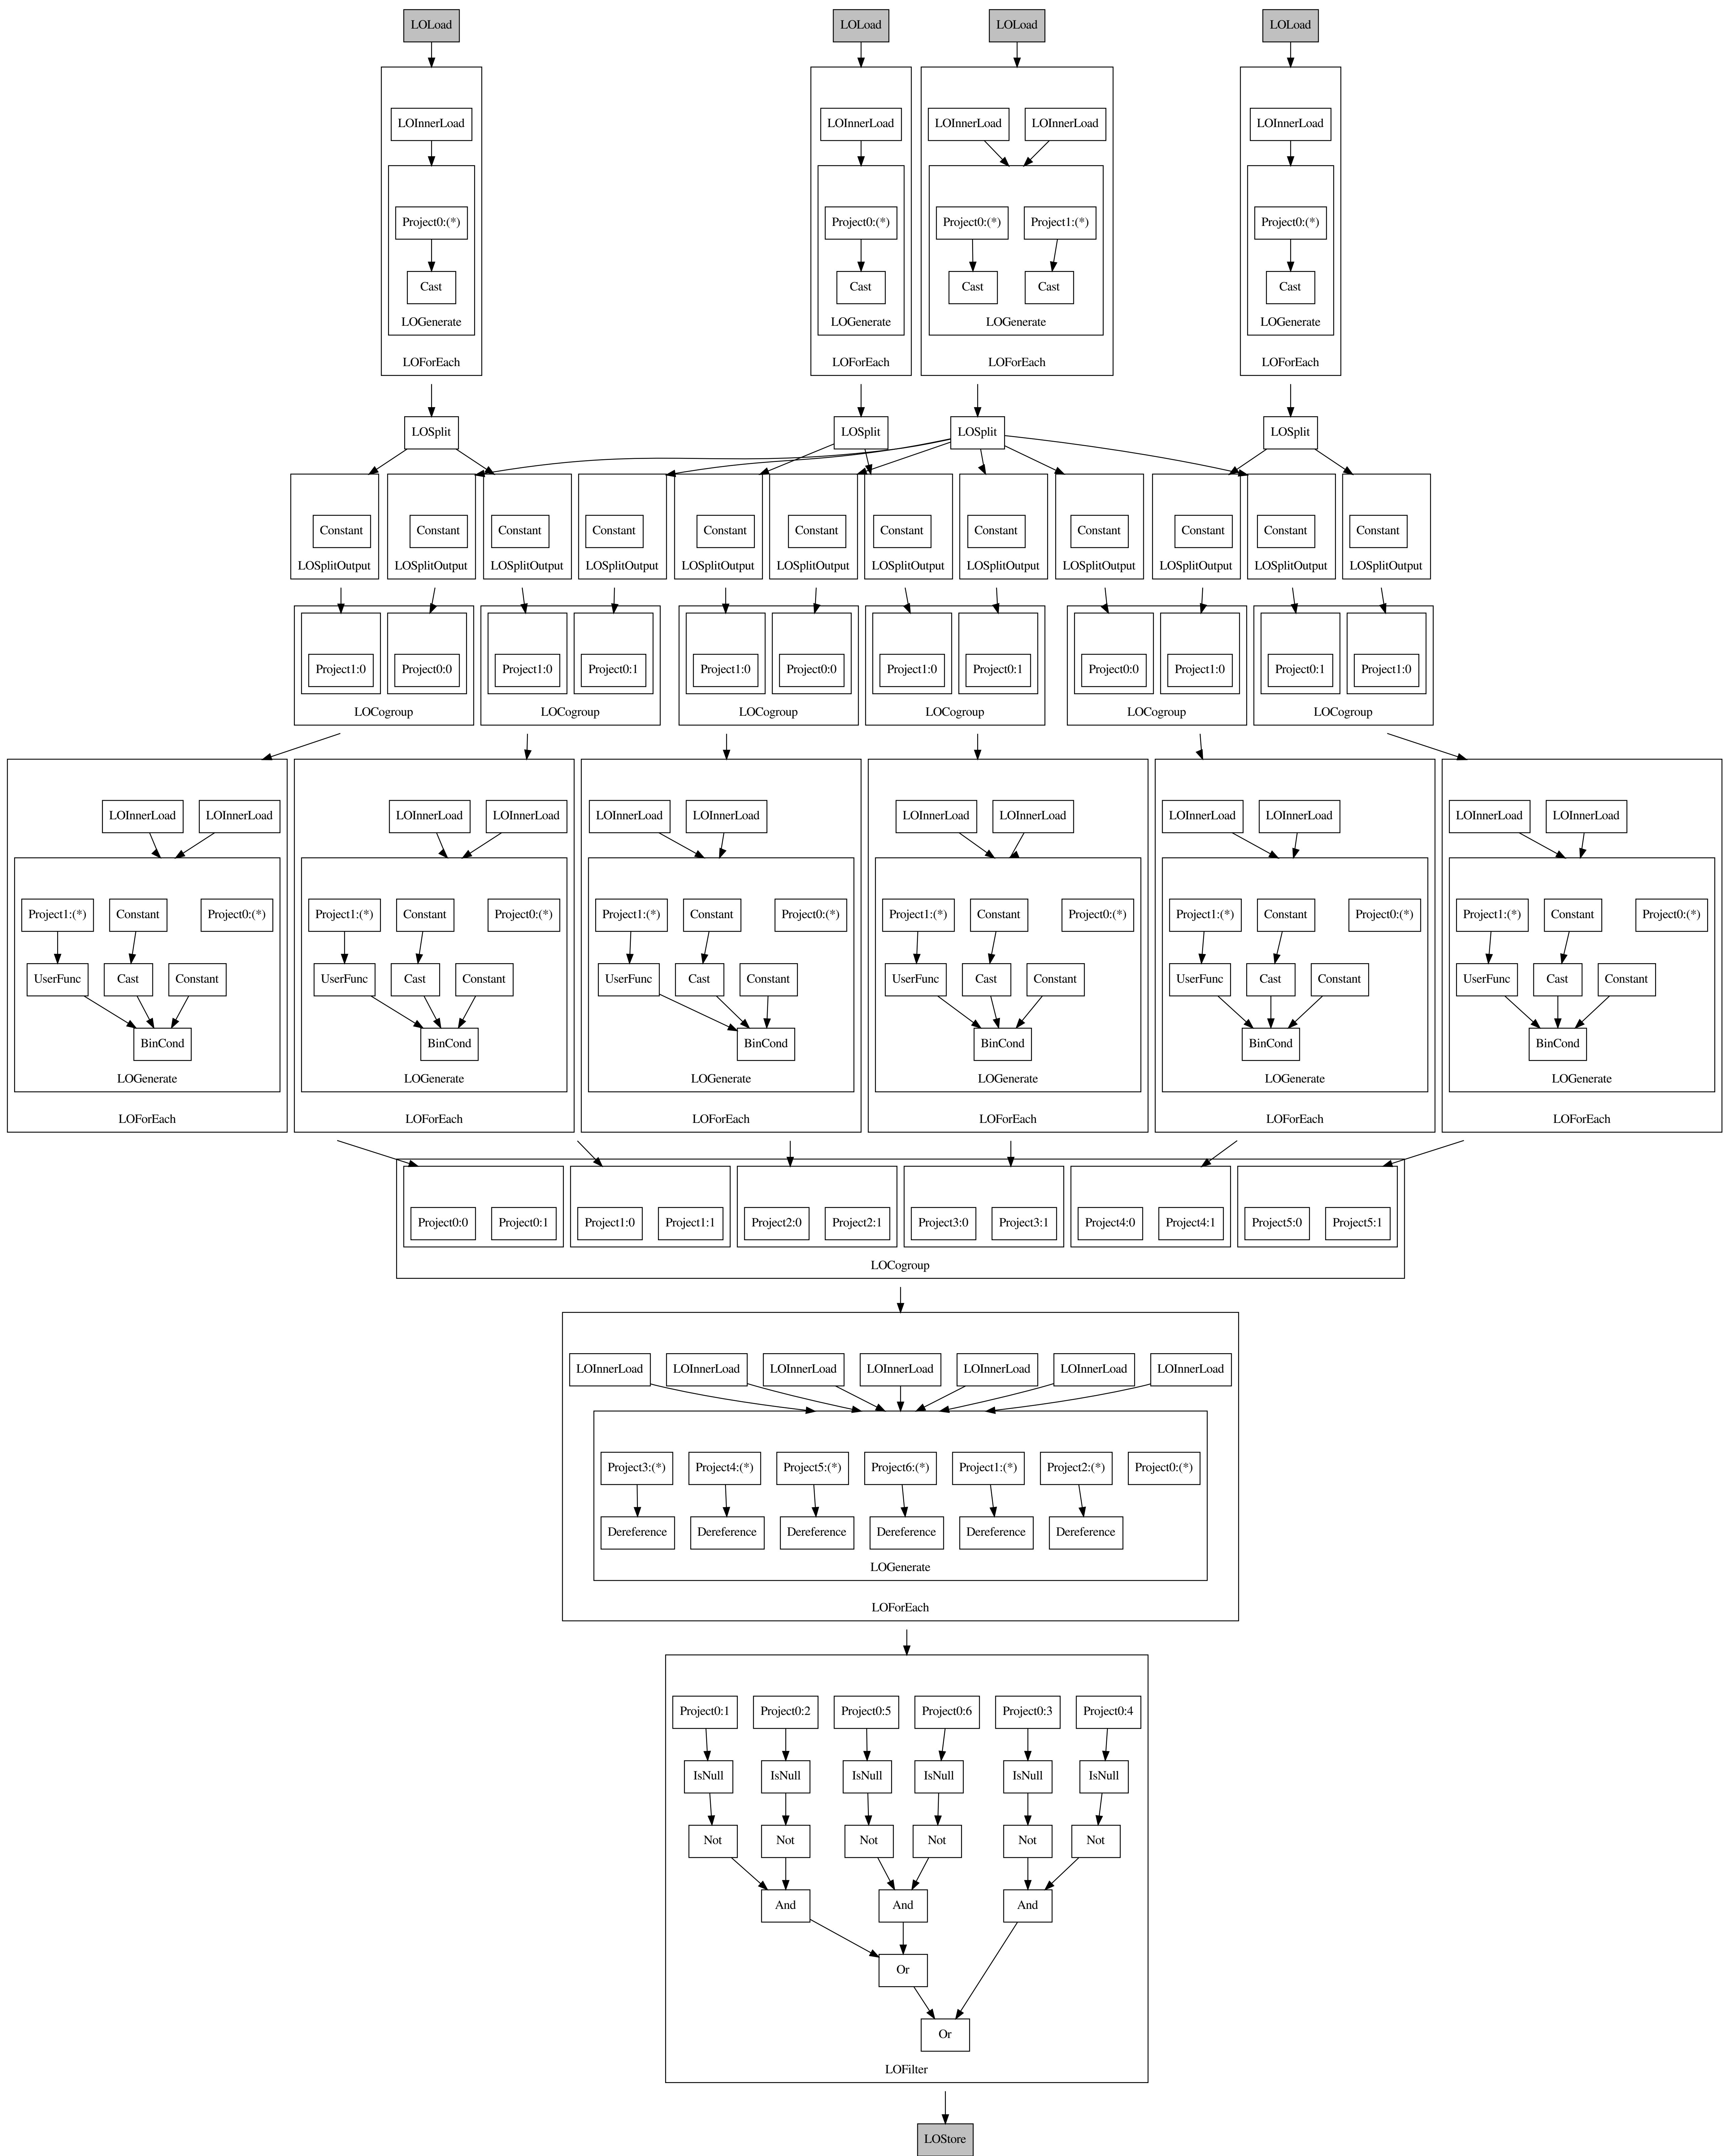 LOLoad LOLoad LOLoad LOLoad
LOInnerLoad LOInnerLoad LOInnerLoad LOInnerLoad LOInnerLoad
Project0:(*) Project0:(*) Project0:(*) Project1:(*) Project0:(*)
Cast Cast Cast Cast Cast
LOGenerate LOGenerate LOGenerate LOGenerate
LOForEach LOForEach LOForEach LOForEach
LOSplit LOSplit LOSplit LOSplit
Constant Constant Constant Constant Constant Constant Constant Constant Constant Constant Constant Constant
LOSplitOutput LOSplitOutput LOSplitOutput LOSplitOutput LOSplitOutput LOSplitOutput LOSplitOutput LOSplitOutput LOSplitOutput LOSplitOutput LOSplitOutput LOSplitOutput
Project1:0 Project0:0 Project1:0 Project0:1 Project1:0 Project0:0 Project1:0 Project0:1 Project0:0 Project1:0 Project0:1 Project1:0
LOCogroup LOCogroup LOCogroup LOCogroup LOCogroup LOCogroup
LOInnerLoad LOInnerLoad LOInnerLoad LOInnerLoad LOInnerLoad LOInnerLoad LOInnerLoad LOInnerLoad LOInnerLoad LOInnerLoad LOInnerLoad LOInnerLoad
Project1:(*) Constant Project0:(*) Project1:(*) Constant Project0:(*) Project1:(*) Constant Project0:(*) Project1:(*) Constant Project0:(*) Project1:(*) Constant Project0:(*) Project1:(*) Constant Project0:(*)
UserFunc Cast Constant UserFunc Cast Constant UserFunc Cast Constant UserFunc Cast Constant UserFunc Cast Constant UserFunc Cast Constant
BinCond BinCond BinCond BinCond BinCond BinCond
LOGenerate LOGenerate LOGenerate LOGenerate LOGenerate LOGenerate
LOForEach LOForEach LOForEach LOForEach LOForEach LOForEach
Project0:0 Project0:1 Project1:0 Project1:1 Project2:0 Project2:1 Project3:0 Project3:1 Project4:0 Project4:1 Project5:0 Project5:1
LOCogroup
LOInnerLoad LOInnerLoad LOInnerLoad LOInnerLoad LOInnerLoad LOInnerLoad LOInnerLoad
Project3:(*) Project4:(*) Project5:(*) Project6:(*) Project1:(*) Project2:(*) Project0:(*)
Dereference Dereference Dereference Dereference Dereference Dereference
LOGenerate
LOForEach
Project0:1 Project0:2 Project0:5 Project0:6 Project0:3 Project0:4
IsNull IsNull IsNull IsNull IsNull IsNull
Not Not Not Not Not Not
And And And
Or
Or
LOFilter
LOStore